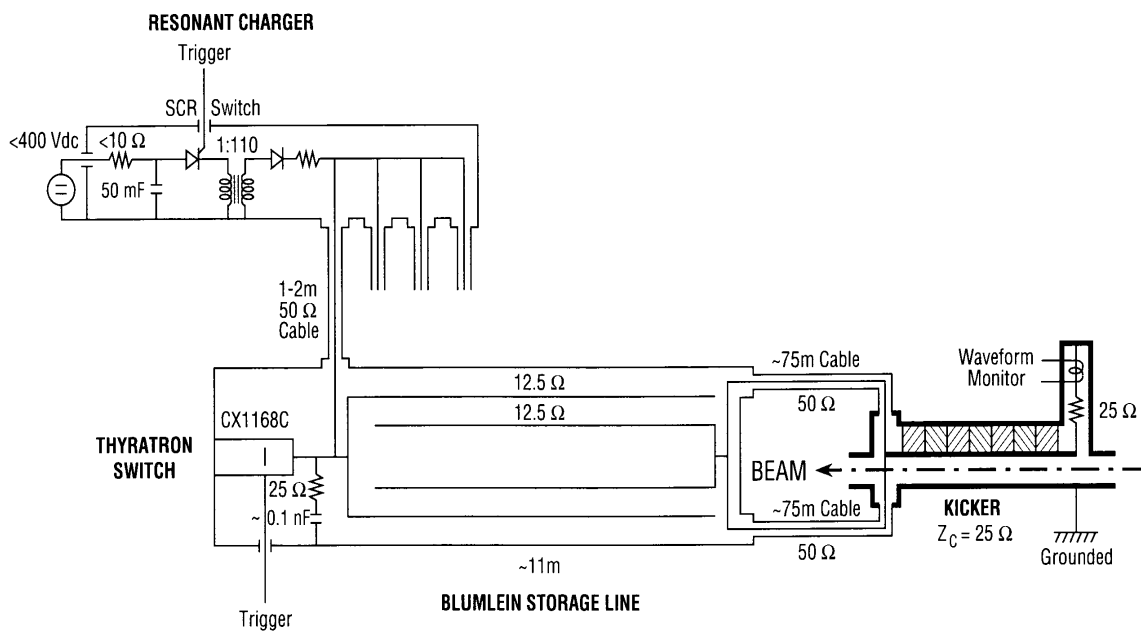 RESONANT CHARGER
Trigger
SCR Switch
<400 Vdc
<10 Ω
1:110
50 mF
1-2m
50 Ω
Cable
~75m Cable
Waveform
Monitor
12.5 Ω
12.5 Ω
50 Ω
25 Ω
CX1168C
THYRATRON
SWITCH
BEAM
25 Ω
~ 0.1 nF
~75m Cable
KICKER
Z_C = 25 Ω
50 Ω
Grounded
~11m
BLUMLEIN STORAGE LINE
Trigger